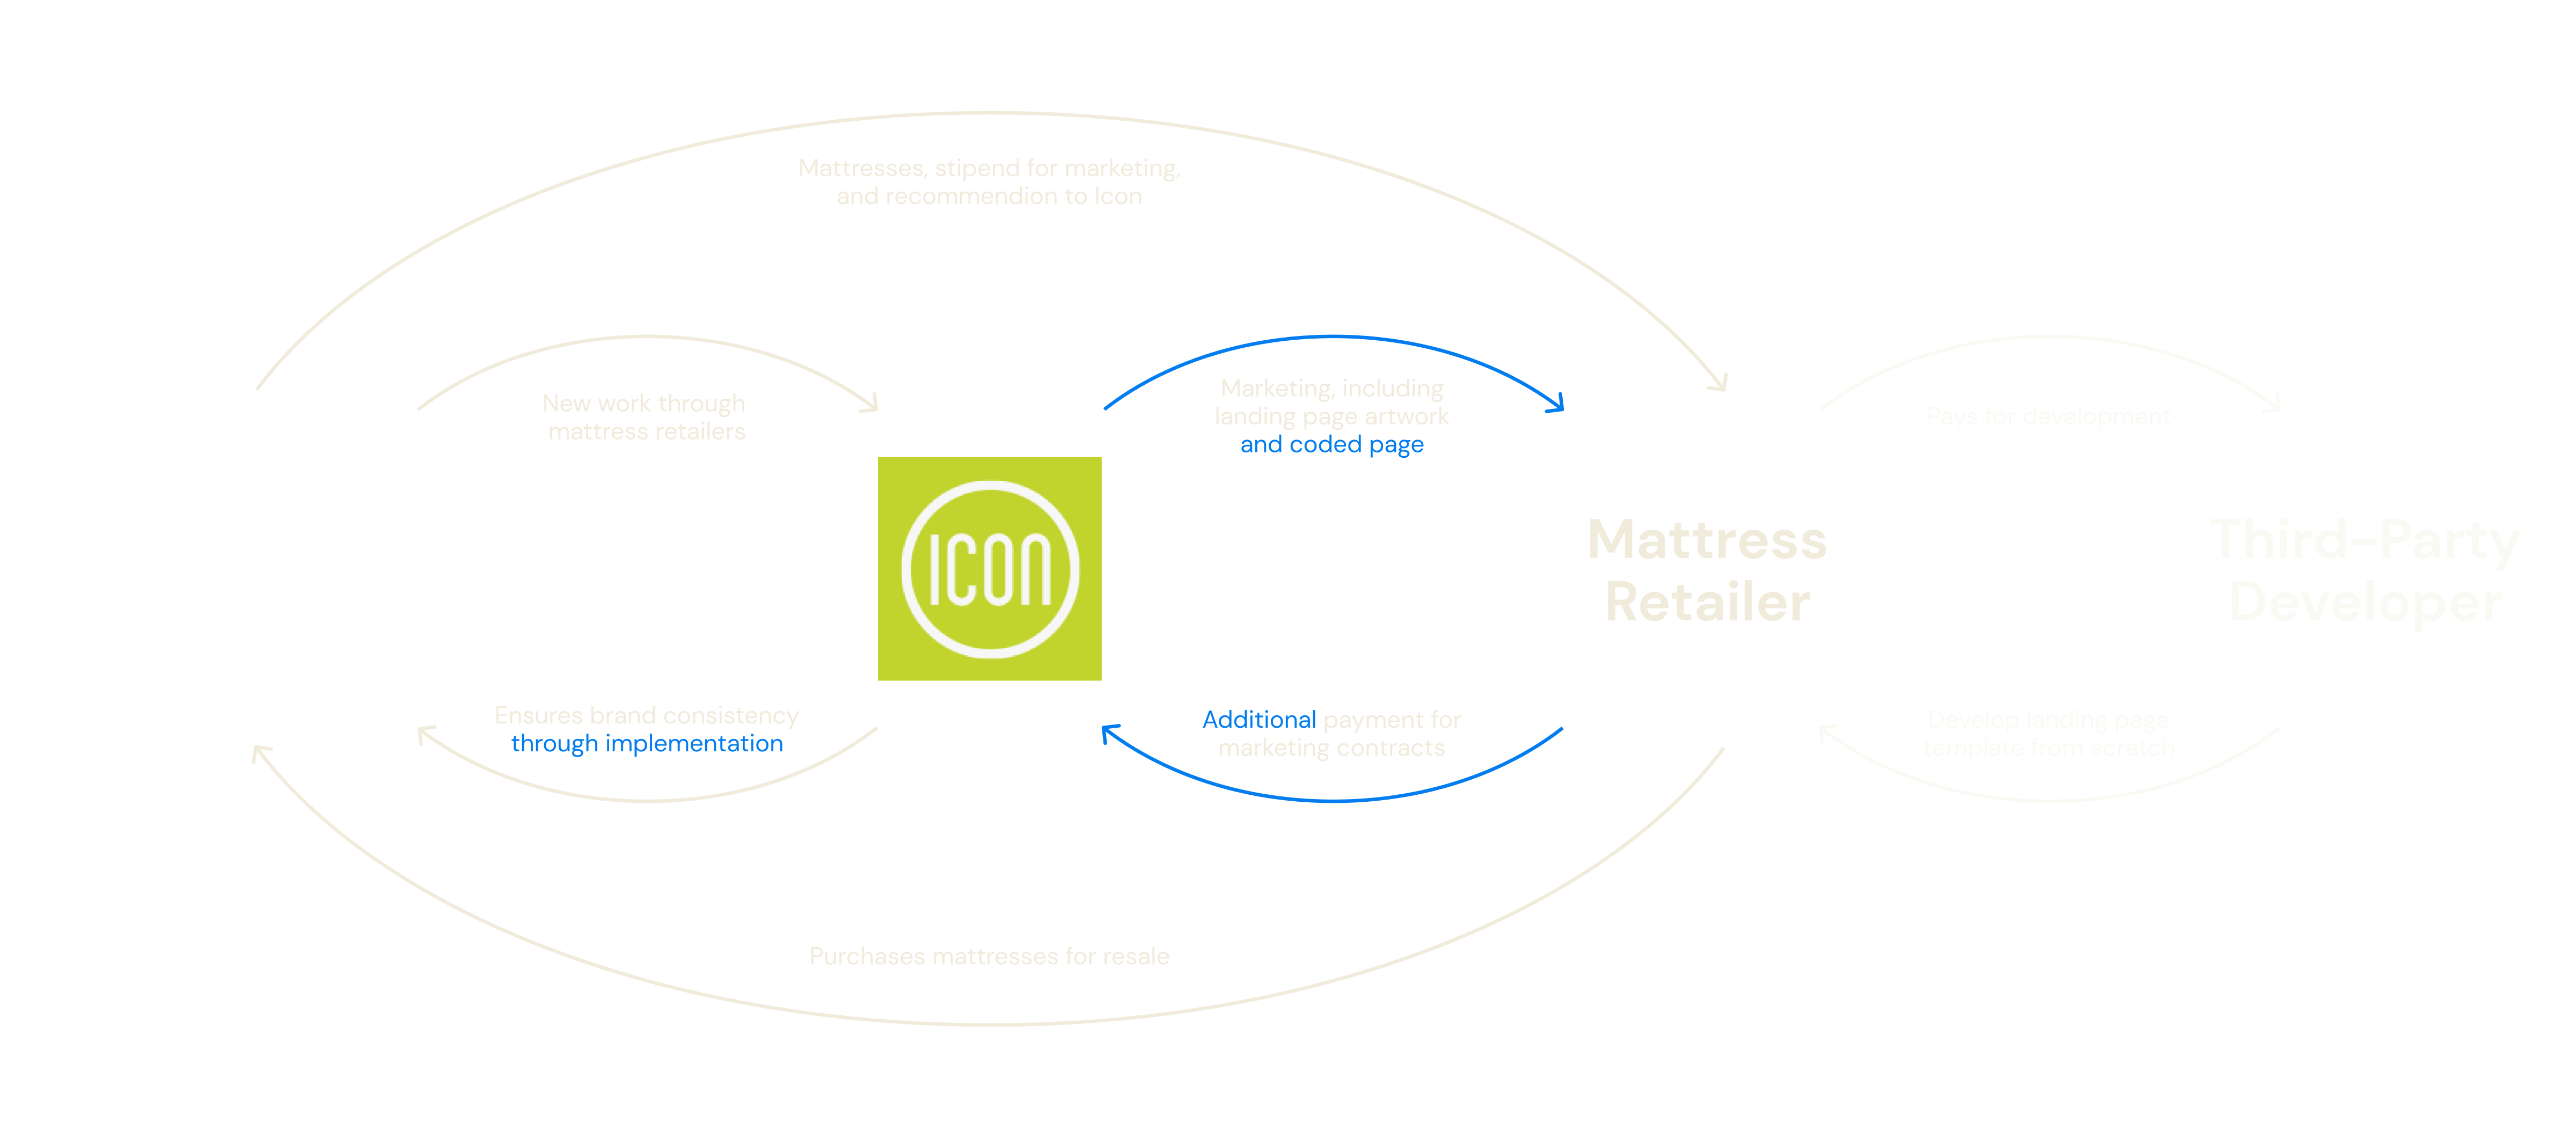 Mattresses, stipend for marketing,
and recommendion to Icon
New work through
mattress retailers
Marketing, including
landing page artwork
and coded page
Pays for development
ICON
Mattress
Retailer
Third-Party
Developer
Ensures brand consistency
through implementation
Additional payment for
marketing contracts
Develop landing page
template from scratch
Purchases mattresses for resale